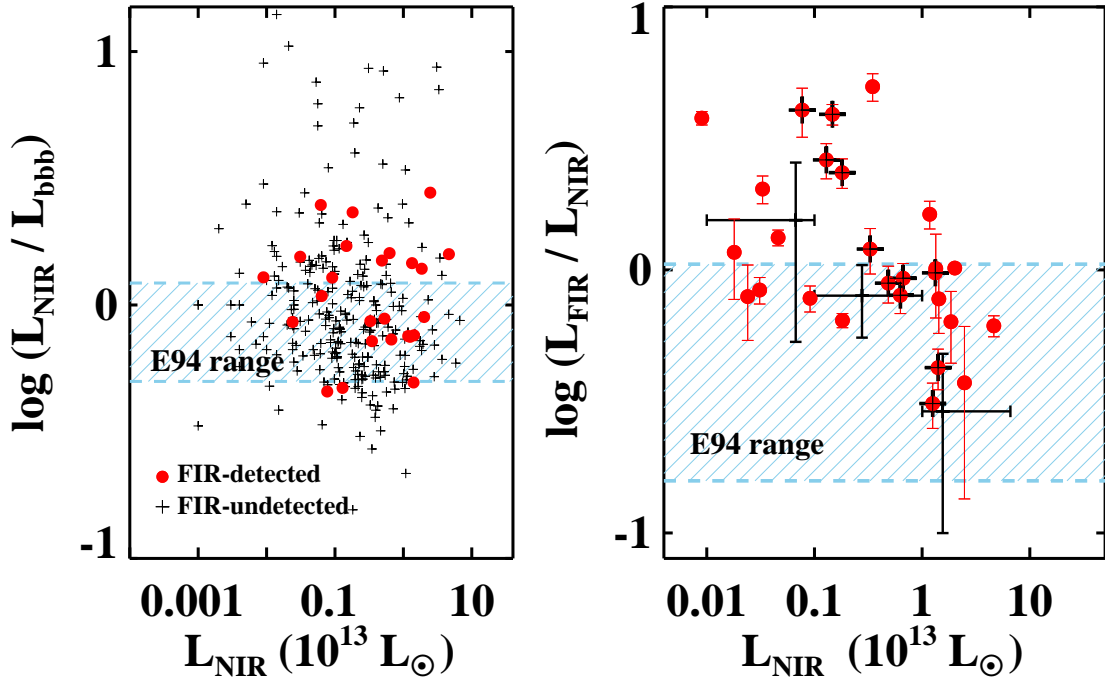 log (L_NIR / L_bbb)
1
0
-1
E94 range
FIR-detected
FIR-undetected
0.001 0.1 10
L_NIR (10^13 L_⊙)
log (L_FIR / L_NIR)
1
0
-1
E94 range
0.01 0.1 1 10
L_NIR (10^13 L_⊙)